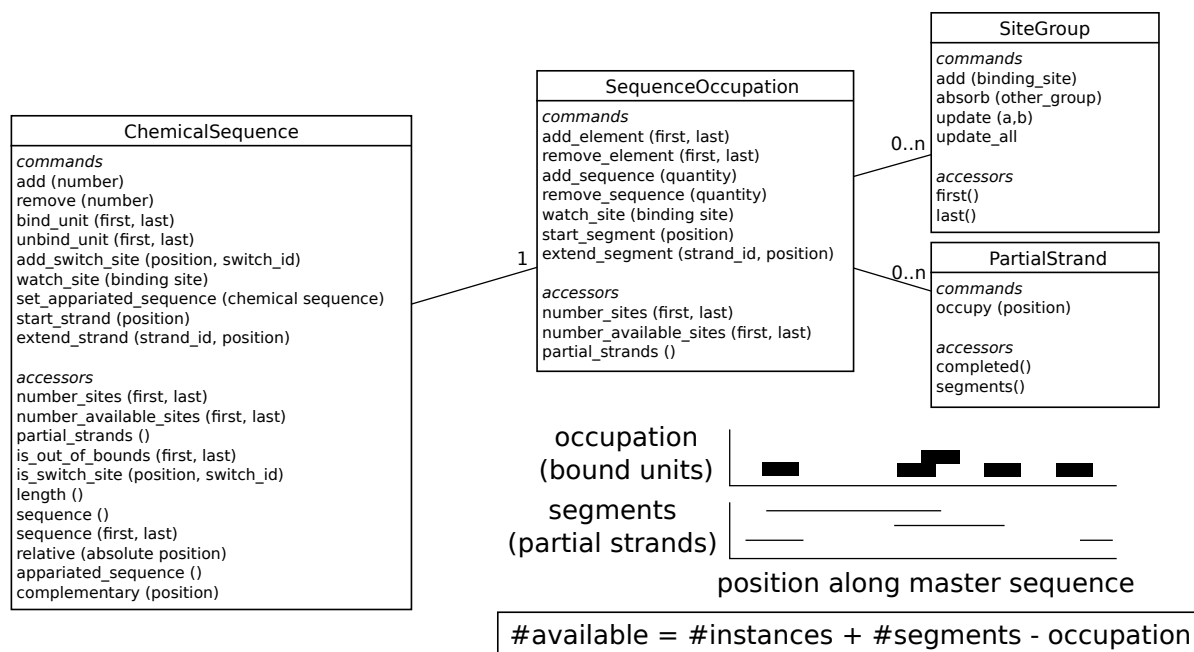 ChemicalSequence
commands
add (number)
remove (number)
bind_unit (first, last)
unbind_unit (first, last)
add_switch_site (position, switch_id)
watch_site (binding site)
set_appariated_sequence (chemical sequence)
start_strand (position)
extend_strand (strand_id, position)
accessors
number_sites (first, last)
number_available_sites (first, last)
partial_strands ()
is_out_of_bounds (first, last)
is_switch_site (position, switch_id)
length ()
sequence ()
sequence (first, last)
relative (absolute position)
appariated_sequence ()
complementary (position)
1
SequenceOccupation
commands
add_element (first, last)
remove_element (first, last)
add_sequence (quantity)
remove_sequence (quantity)
watch_site (binding site)
start_segment (position)
extend_segment (strand_id, position)
accessors
number_sites (first, last)
number_available_sites (first, last)
partial_strands ()
0..n
SiteGroup
commands
add (binding_site)
absorb (other_group)
update (a,b)
update_all
accessors
first()
last()
0..n
PartialStrand
commands
occupy (position)
accessors
completed()
segments()
occupation
(bound units)
segments
(partial strands)
position along master sequence
#available = #instances + #segments - occupation